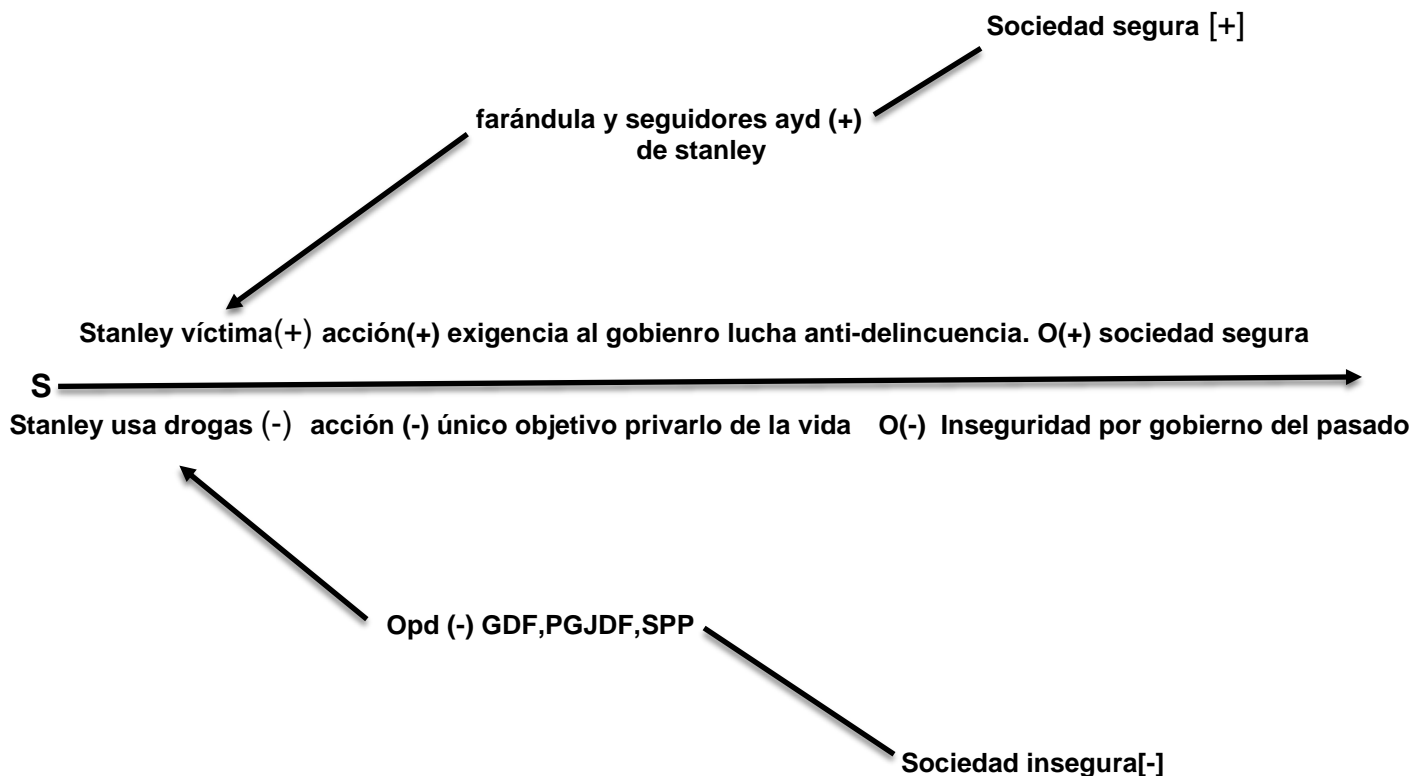 Sociedad segura [+]
farándula y seguidores ayd (+)
de stanley
Stanley víctima(+) acción(+) exigencia al gobienro lucha anti-delincuencia. O(+) sociedad segura
S
Stanley usa drogas (-) acción (-) único objetivo privarlo de la vida O(-) Inseguridad por gobierno del pasado
Opd (-) GDF,PGJDF,SPP
Sociedad insegura[-]